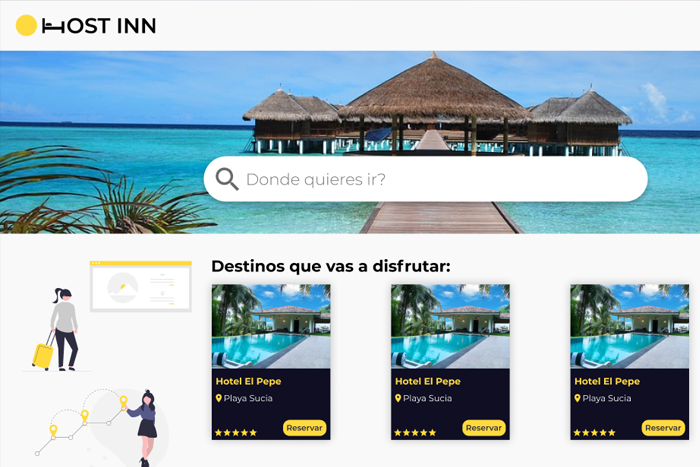 HOST INN
Donde quieres ir?
Destinos que vas a disfrutar:
Hotel El Pepe
Playa Sucia
Reservar
Hotel El Pepe
Playa Sucia
Reservar
Hotel El Pepe
Playa Sucia
Reservar